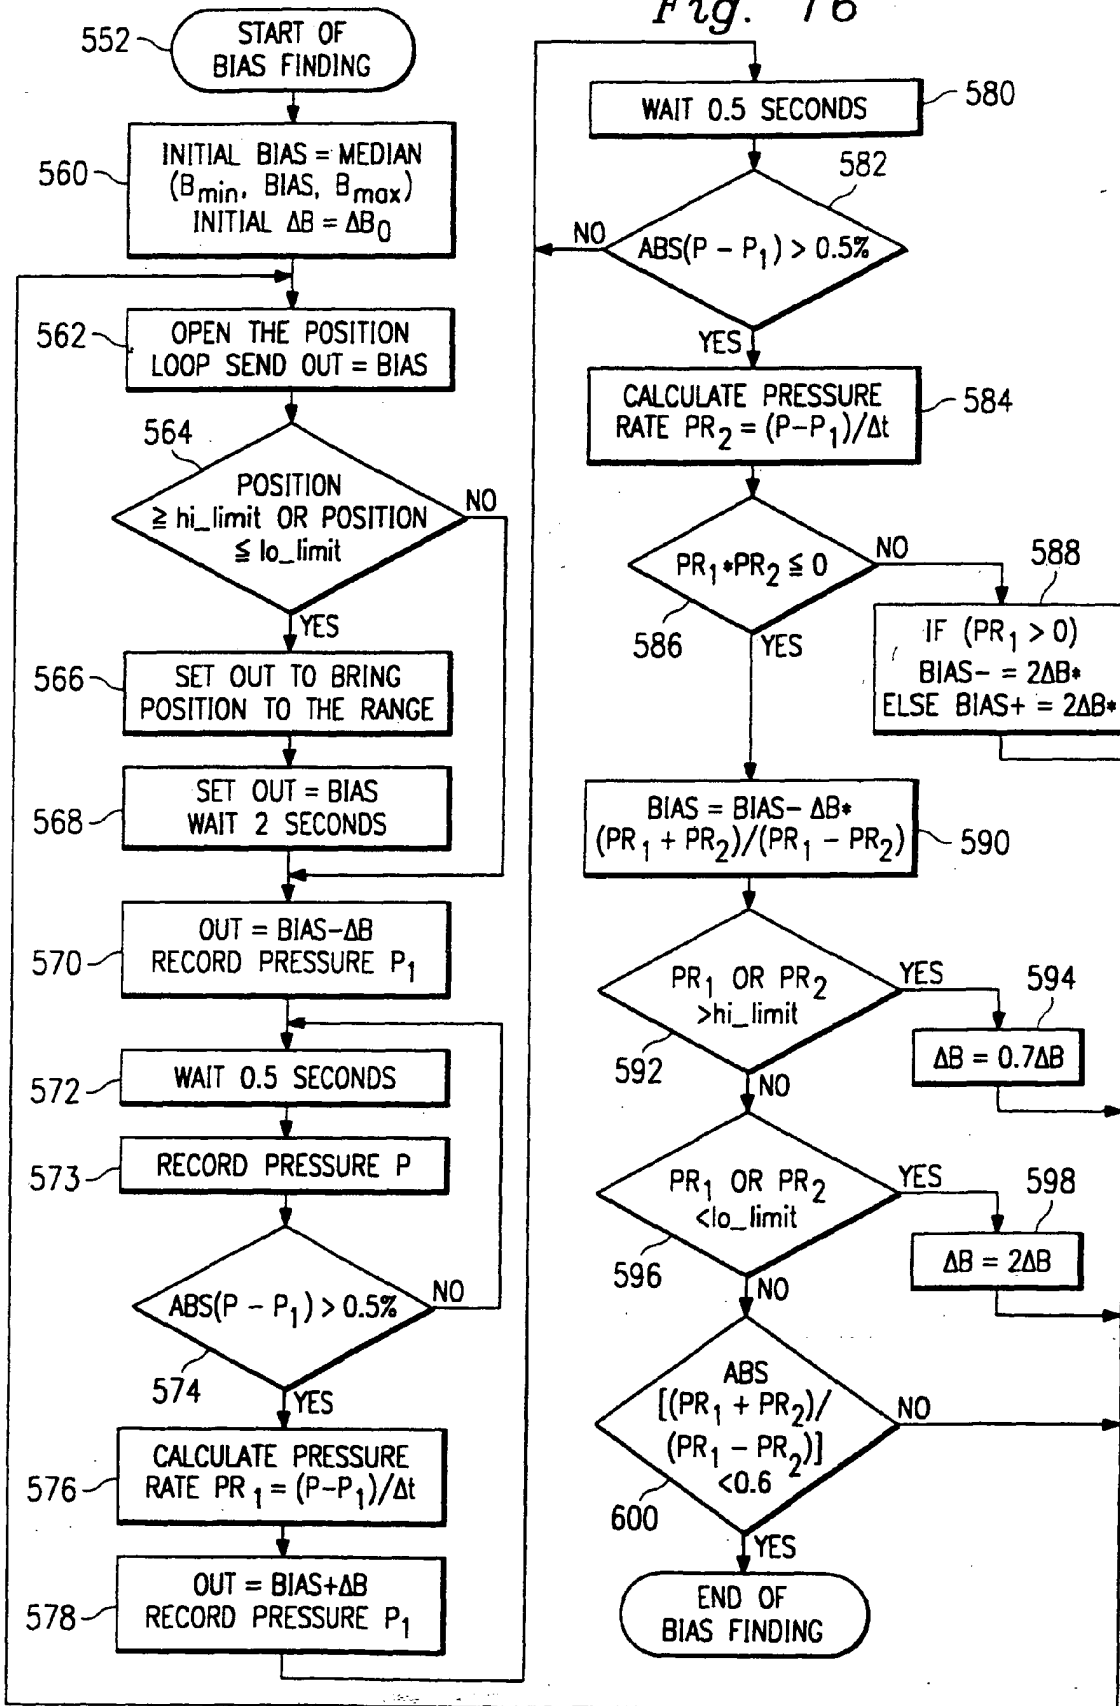 Fig. 16
552
START OF
BIAS FINDING
560
INITIAL BIAS = MEDIAN
(Bmin, BIAS, Bmax)
INITIAL ΔB = ΔB0
562
OPEN THE POSITION
LOOP SEND OUT = BIAS
564
POSITION
≧ hi_limit OR POSITION
≦ lo_limit
NO
YES
566
SET OUT TO BRING
POSITION TO THE RANGE
568
SET OUT = BIAS
WAIT 2 SECONDS
570
OUT = BIAS-ΔB
RECORD PRESSURE P1
572
WAIT 0.5 SECONDS
573
RECORD PRESSURE P
574
ABS(P - P1) > 0.5%
NO
YES
576
CALCULATE PRESSURE
RATE PR1 = (P-P1)/Δt
578
OUT = BIAS+ΔB
RECORD PRESSURE P1
580
WAIT 0.5 SECONDS
582
ABS(P - P1) > 0.5%
NO
YES
584
CALCULATE PRESSURE
RATE PR2 = (P-P1)/Δt
586
PR1*PR2 ≦ 0
NO
YES
588
IF (PR1 > 0)
BIAS- = 2ΔB*
ELSE BIAS+ = 2ΔB*
590
BIAS = BIAS- ΔB*
(PR1 + PR2)/(PR1 - PR2)
592
PR1 OR PR2
>hi_limit
YES
NO
594
ΔB = 0.7ΔB
596
PR1 OR PR2
<lo_limit
YES
NO
598
ΔB = 2ΔB
600
ABS
[(PR1 + PR2)/
(PR1 - PR2)]
<0.6
NO
YES
END OF
BIAS FINDING